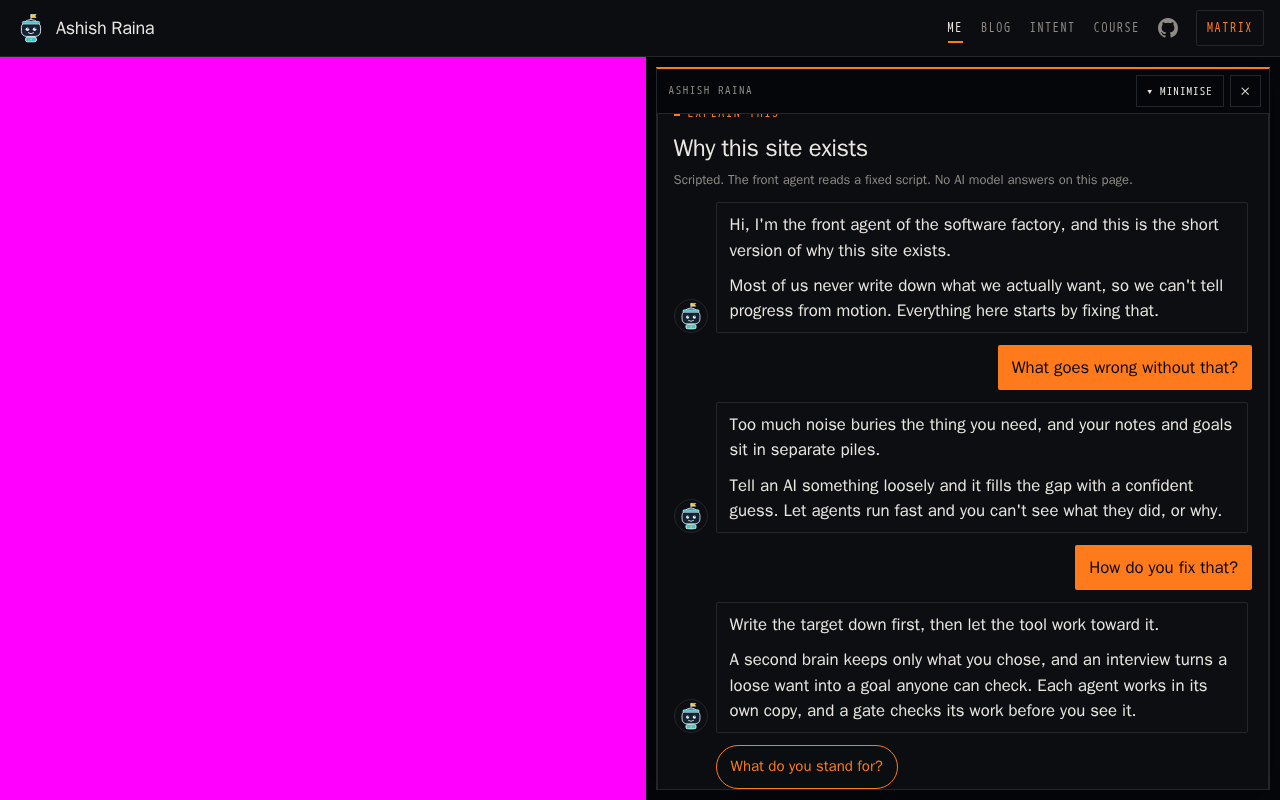 Ashish Raina
ME BLOG INTENT COURSE MATRIX
ASHISH RAINA
▾ MINIMISE ✕
EXPLAIN THIS
Why this site exists
Scripted. The front agent reads a fixed script. No AI model answers on this page.
Hi, I'm the front agent of the software factory, and this is the short
version of why this site exists.
Most of us never write down what we actually want, so we can't tell
progress from motion. Everything here starts by fixing that.
What goes wrong without that?
Too much noise buries the thing you need, and your notes and goals
sit in separate piles.
Tell an AI something loosely and it fills the gap with a confident
guess. Let agents run fast and you can't see what they did, or why.
How do you fix that?
Write the target down first, then let the tool work toward it.
A second brain keeps only what you chose, and an interview turns a
loose want into a goal anyone can check. Each agent works in its
own copy, and a gate checks its work before you see it.
What do you stand for?